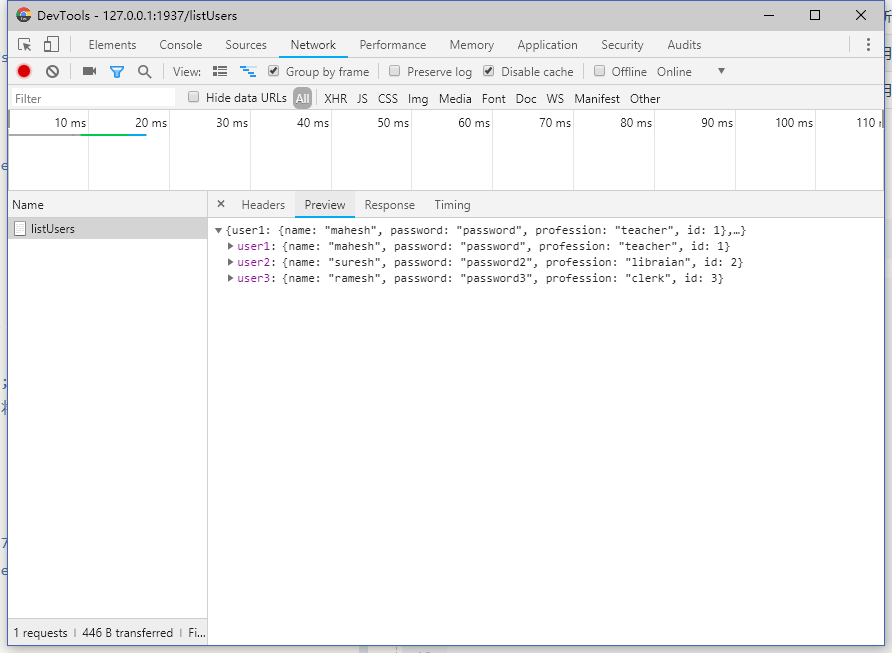 DevTools - 127.0.0.1:1937/listUsers
Elements Console Sources Network Performance Memory Application Security Audits
View: Group by frame Preserve log Disable cache Offline Online
Filter Hide data URLs All XHR JS CSS Img Media Font Doc WS Manifest Other
10 ms 20 ms 30 ms 40 ms 50 ms 60 ms 70 ms 80 ms 90 ms 100 ms 110
Name Headers Preview Response Timing
listUsers
{user1: {name: "mahesh", password: "password", profession: "teacher", id: 1},…}
user1: {name: "mahesh", password: "password", profession: "teacher", id: 1}
user2: {name: "suresh", password: "password2", profession: "libraian", id: 2}
user3: {name: "ramesh", password: "password3", profession: "clerk", id: 3}
1 requests | 446 B transferred | Fi...